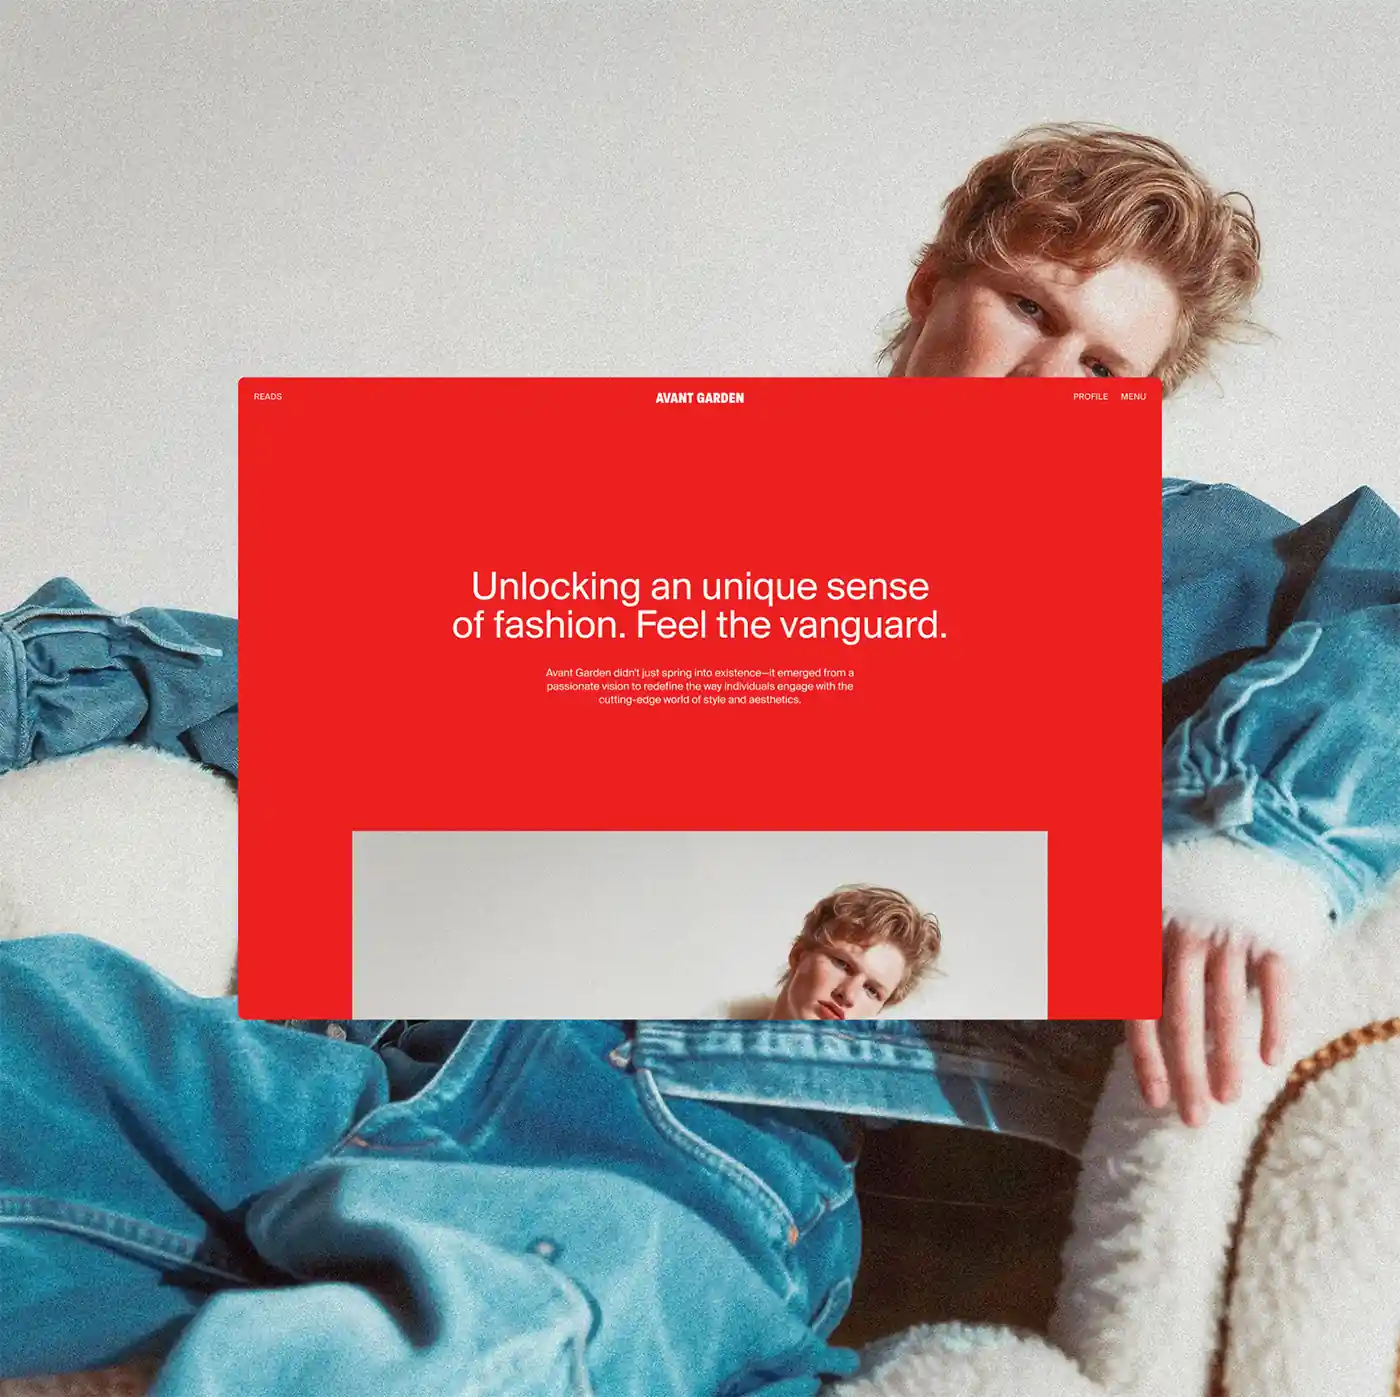 READS
AVANT GARDEN
PROFILE MENU
Unlocking an unique sense
of fashion. Feel the vanguard.
Avant Garden didn't just spring into existence—it emerged from a
passionate vision to redefine the way individuals engage with the
cutting-edge world of style and aesthetics.